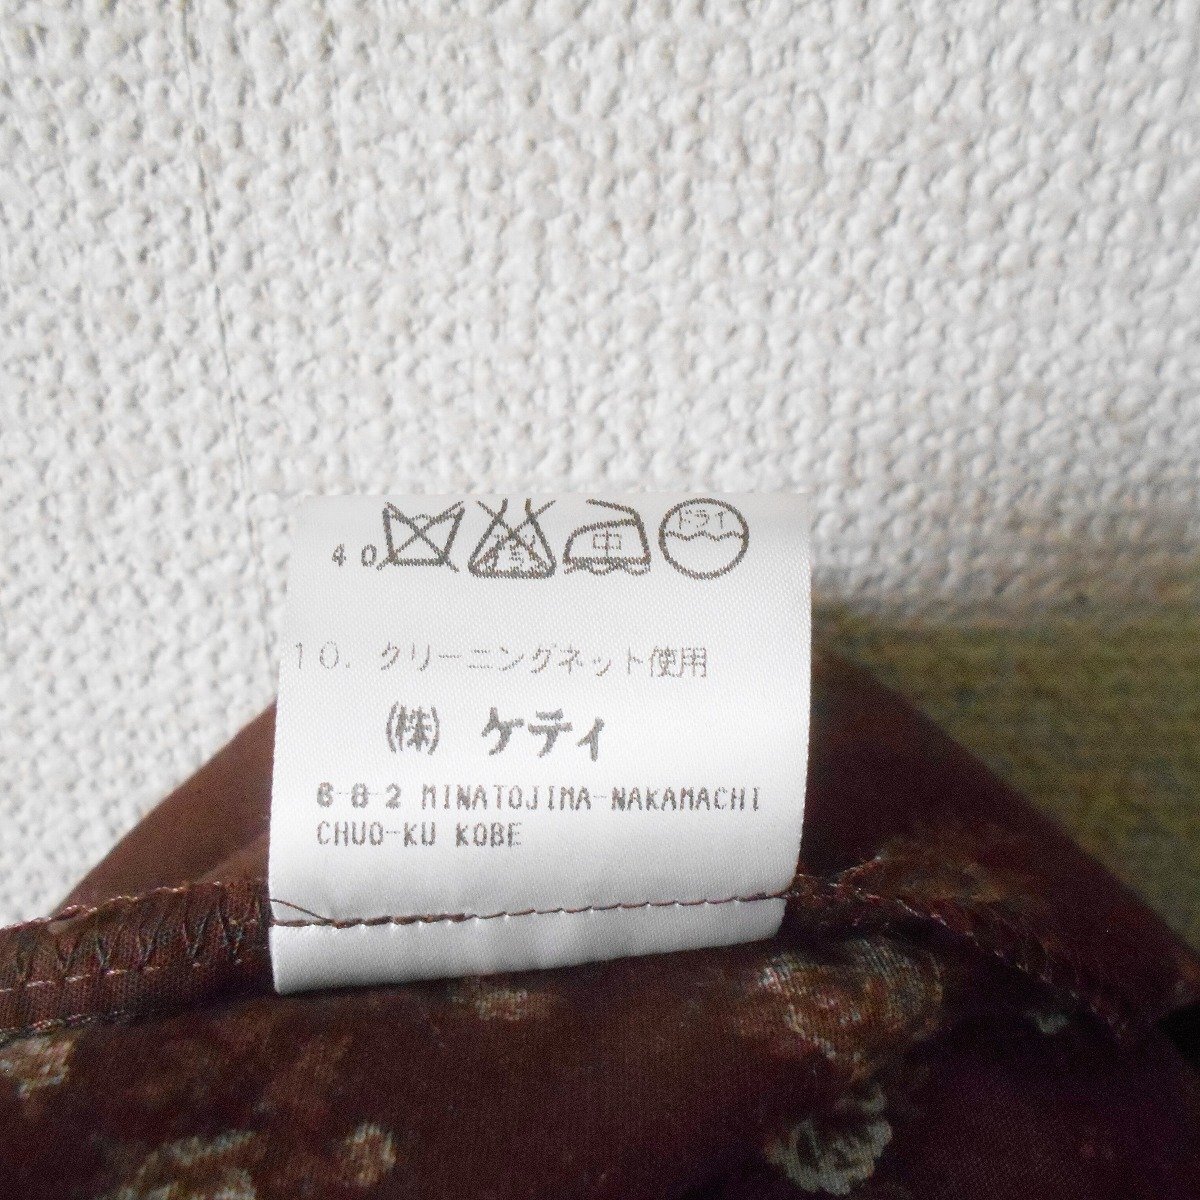 40 中 ドライ
10. クリーニングネット使用
(株) ケティ
6-8-2 MINATOJIMA-NAKAMACHI
CHUO-KU KOBE